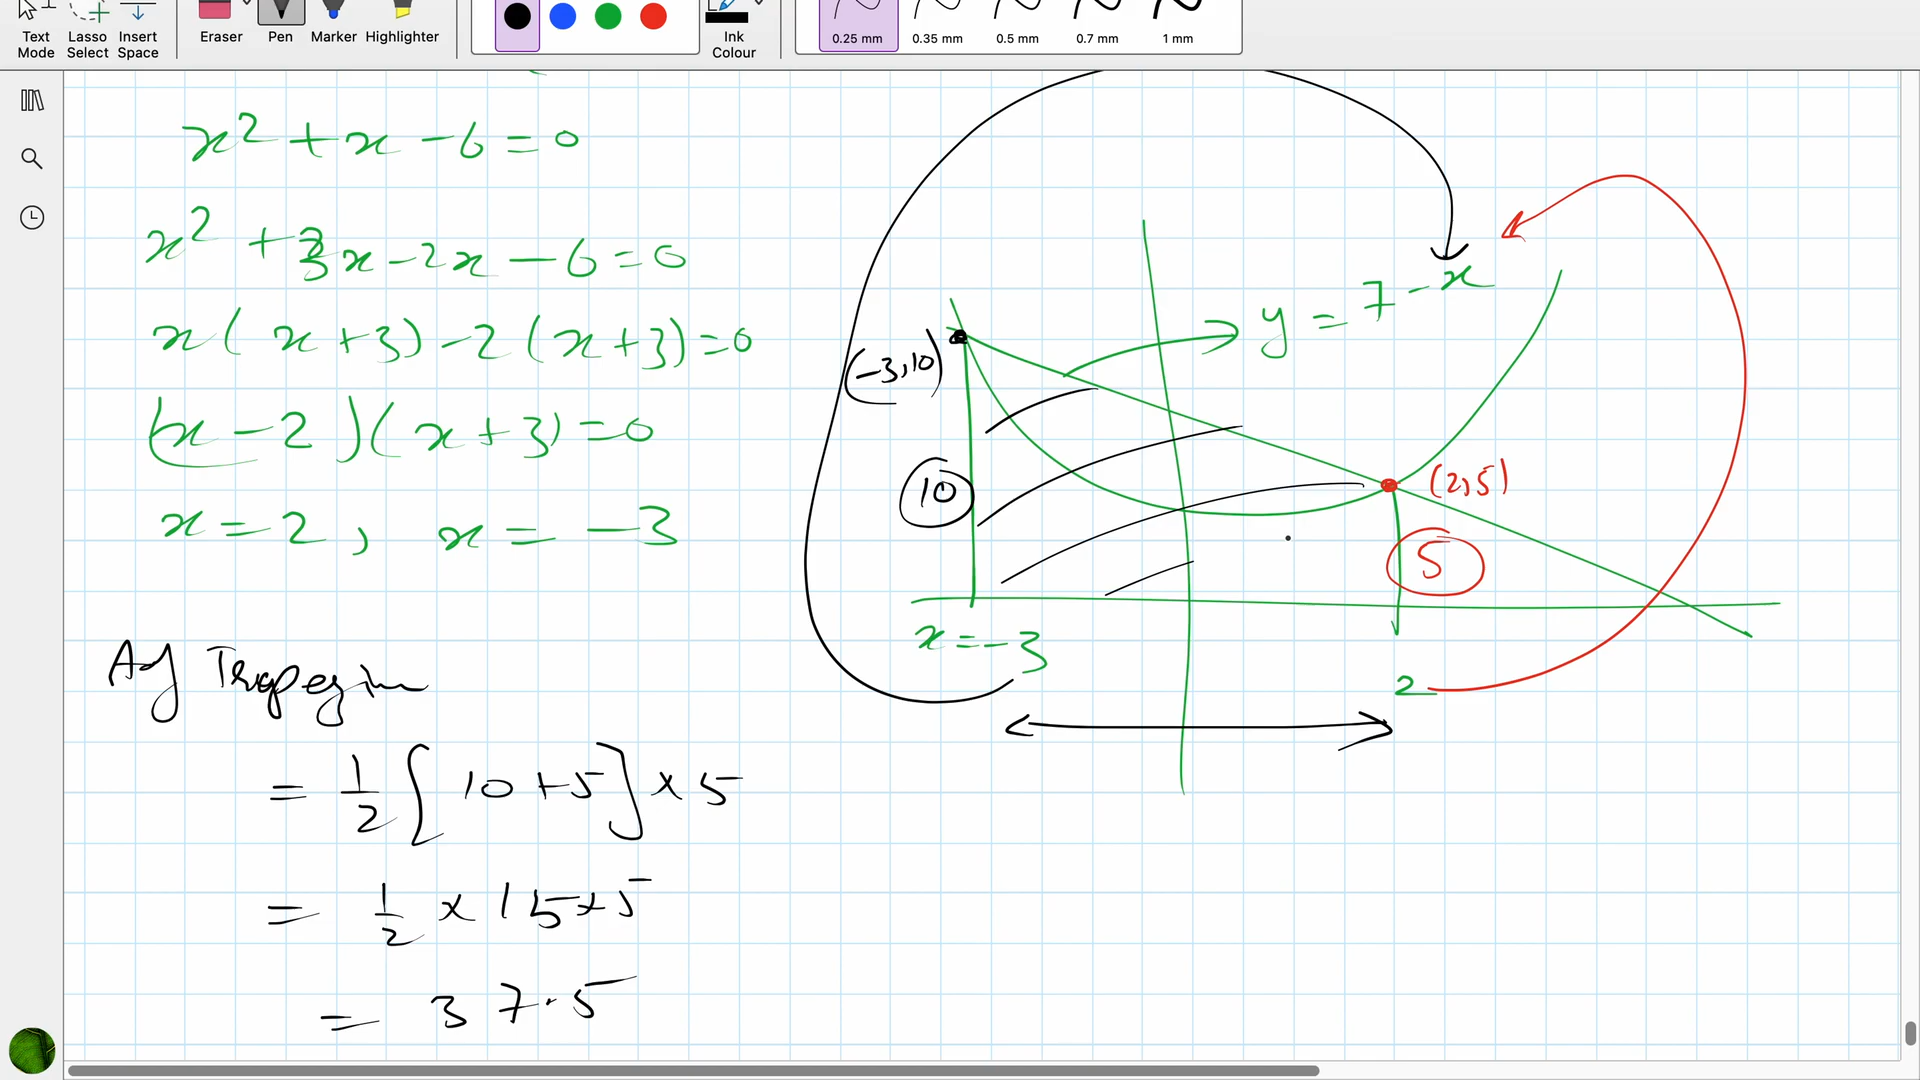 Text Mode
Lasso Select
Insert Space
Eraser
Pen
Marker
Highlighter
Ink Colour
0.25 mm
0.35 mm
0.5 mm
0.7 mm
1 mm
x² + x - 6 = 0
x² + 3x - 2x - 6 = 0
x(x+3) - 2(x+3) = 0
(x - 2)(x+3) = 0
x = 2, x = -3
= 1/2 [10 + 5] x 5
= 1/2 x 15 x 5
= 37.5
y = 7 - x
(-3,10)
(2,5)
10
5
x = -3
2